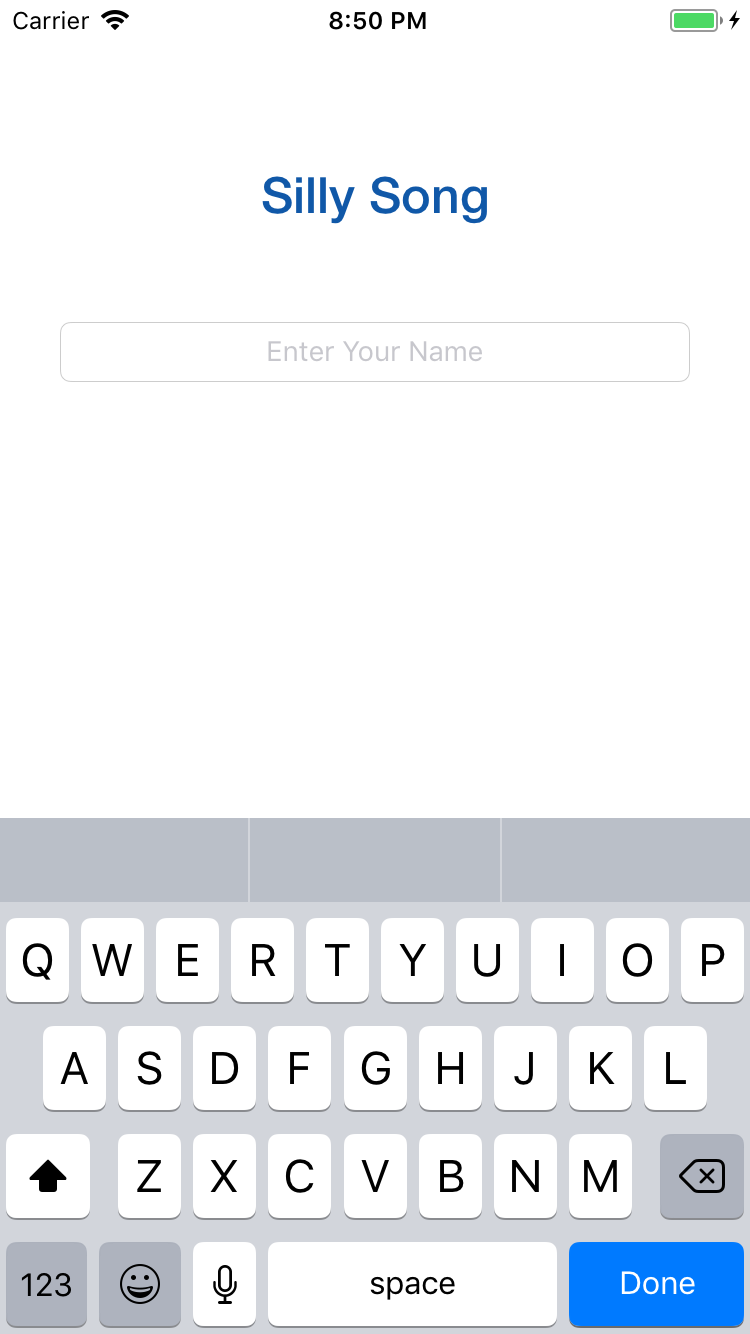 Carrier 8:50 PM
Silly Song
Enter Your Name
Q W E R T Y U I O P
A S D F G H J K L
Z X C V B N M
123 space Done